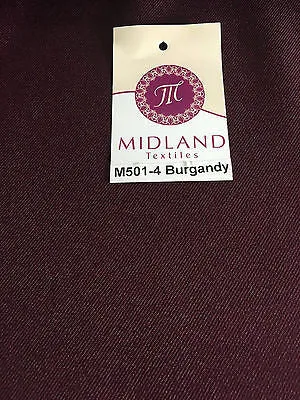 M
MIDLAND
Textiles
M501-4 Burgandy